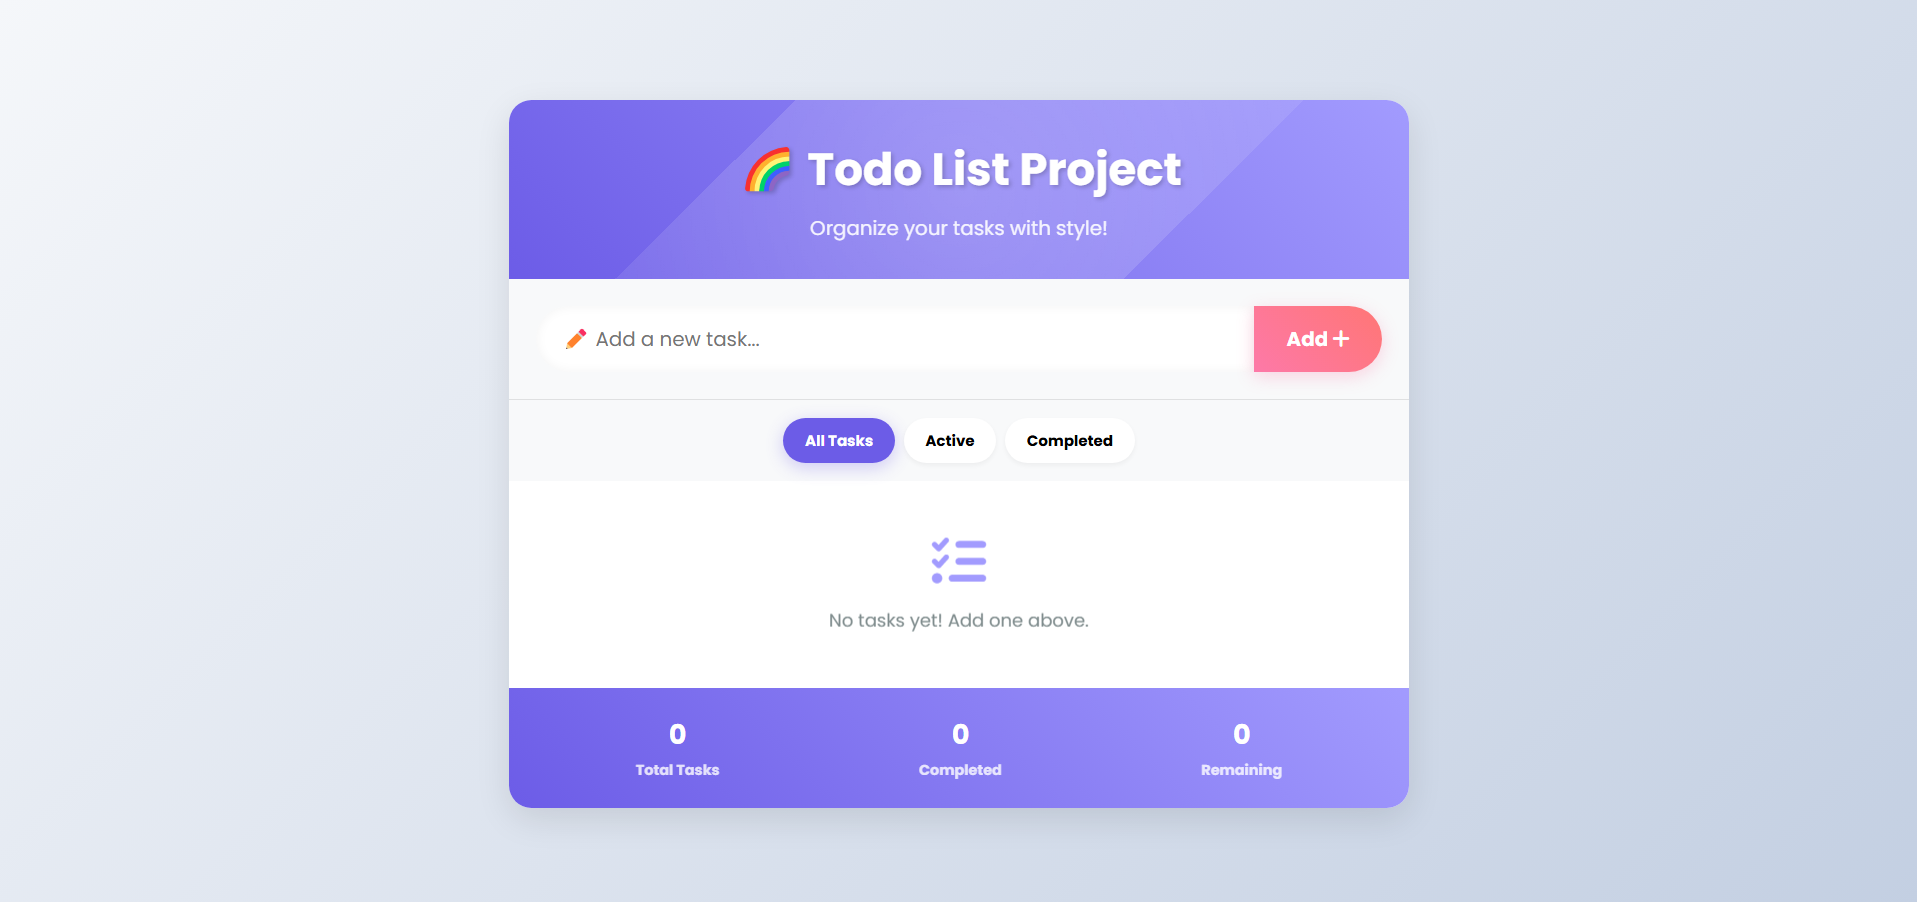 🌈 Todo List Project
Organize your tasks with style!
✏️ Add a new task...
Add +
All Tasks
Active
Completed
No tasks yet! Add one above.
0
0
0
Total Tasks
Completed
Remaining